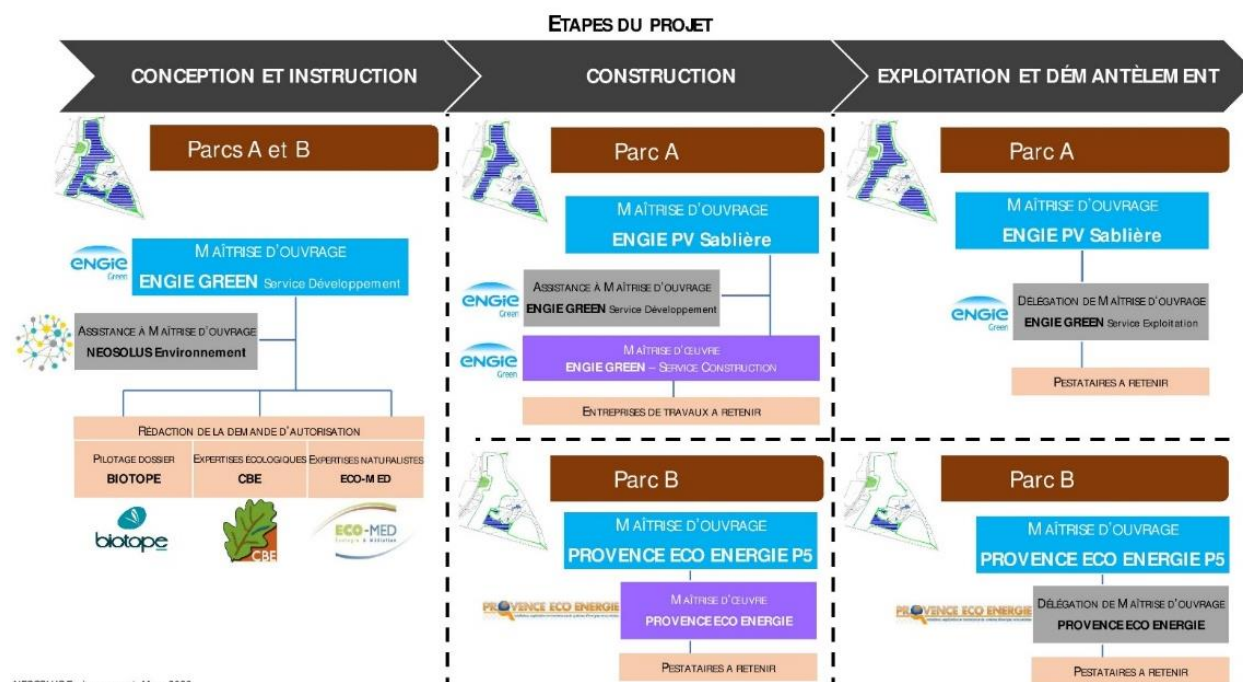 ETAPES DU PROJET
CONCEPTION ET INSTRUCTION
CONSTRUCTION
EXPLOITATION ET DÉMANTÈLEMENT
Parcs A et B
MAÎTRISE D'OUVRAGE
ENGIE GREEN Service Développement
ENGIE
Green
ASSISTANCE À MAÎTRISE D'OUVRAGE
NEOSOLUS Environnement
RÉDACTION DE LA DEMANDE D'AUTORISATION
PILOTAGE DOSSIER
BIOTOPE
EXPERTISES ÉCOLOGIQUES
CBE
EXPERTISES NATURALISTES
ECO-MED
biotope
CBE
ECO-MED
Ecologie & Médiation
Parc A
MAÎTRISE D'OUVRAGE
ENGIE PV Sablière
ENGIE
Green
ASSISTANCE À MAÎTRISE D'OUVRAGE
ENGIE GREEN Service Développement
ENGIE
Green
MAÎTRISE D'ŒUVRE
ENGIE GREEN – SERVICE CONSTRUCTION
ENTREPRISES DE TRAVAUX A RETENIR
Parc B
MAÎTRISE D'OUVRAGE
PROVENCE ECO ENERGIE P5
PROVENCE ECO ENERGIE
MAÎTRISE D'ŒUVRE
PROVENCE ECO ENERGIE
PESTATAIRES A RETENIR
Parc A
MAÎTRISE D'OUVRAGE
ENGIE PV Sablière
ENGIE
Green
DÉLÉGATION DE MAÎTRISE D'OUVRAGE
ENGIE GREEN Service Exploitation
PESTATAIRES A RETENIR
Parc B
MAÎTRISE D'OUVRAGE
PROVENCE ECO ENERGIE P5
PROVENCE ECO ENERGIE
DÉLÉGATION DE MAÎTRISE D'OUVRAGE
PROVENCE ECO ENERGIE
PESTATAIRES A RETENIR